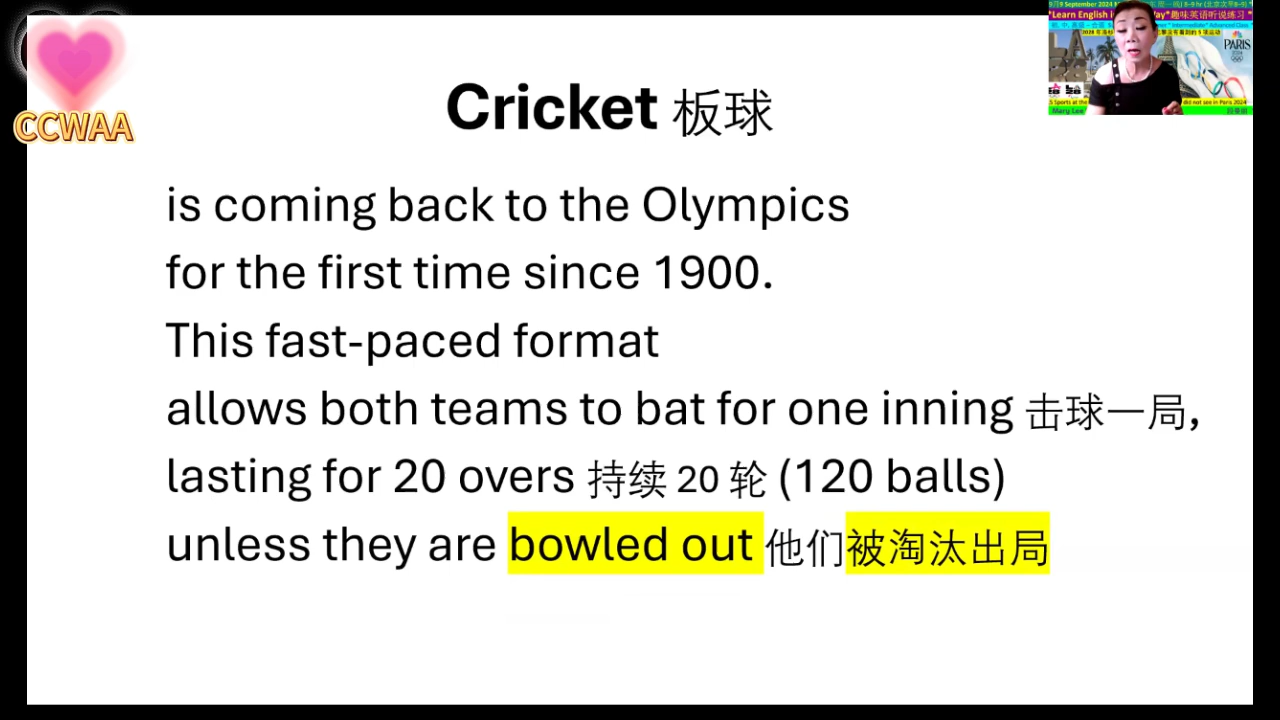 CCWAA
Cricket 板球
is coming back to the Olympics
for the first time since 1900.
This fast-paced format
allows both teams to bat for one inning 击球一局,
lasting for 20 overs 持续 20 轮 (120 balls)
unless they are bowled out 他们被淘汰出局
PARIS
Mary Lee